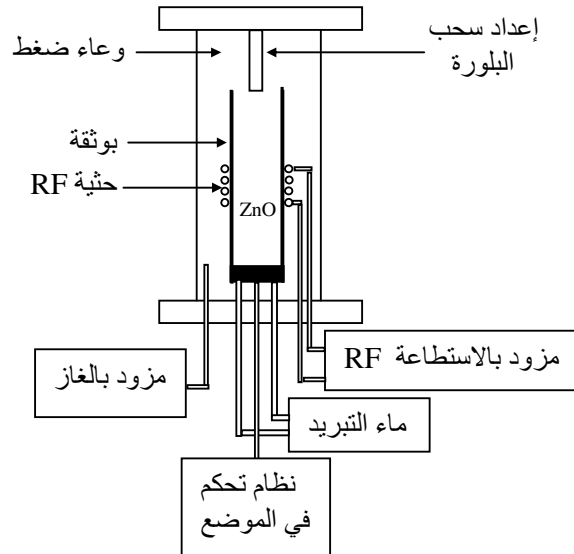 إعداد سحب
البلورة
وعاء ضغط
بوثقة
حثية RF
ZnO
مزود بالاستطاعة RF
مزود بالغاز
ماء التبريد
نظام تحكم
في الموضع